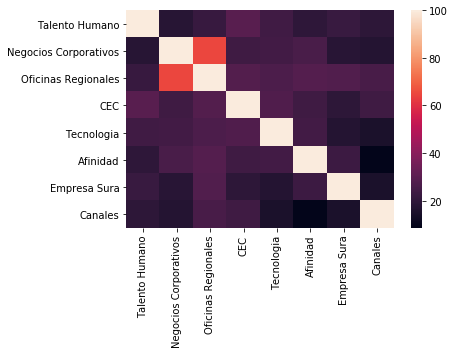 Talento Humano
Negocios Corporativos
Oficinas Regionales
CEC
Tecnologia
Afinidad
Empresa Sura
Canales
Talento Humano
Negocios Corporativos
Oficinas Regionales
CEC
Tecnologia
Afinidad
Empresa Sura
Canales
100
80
60
40
20